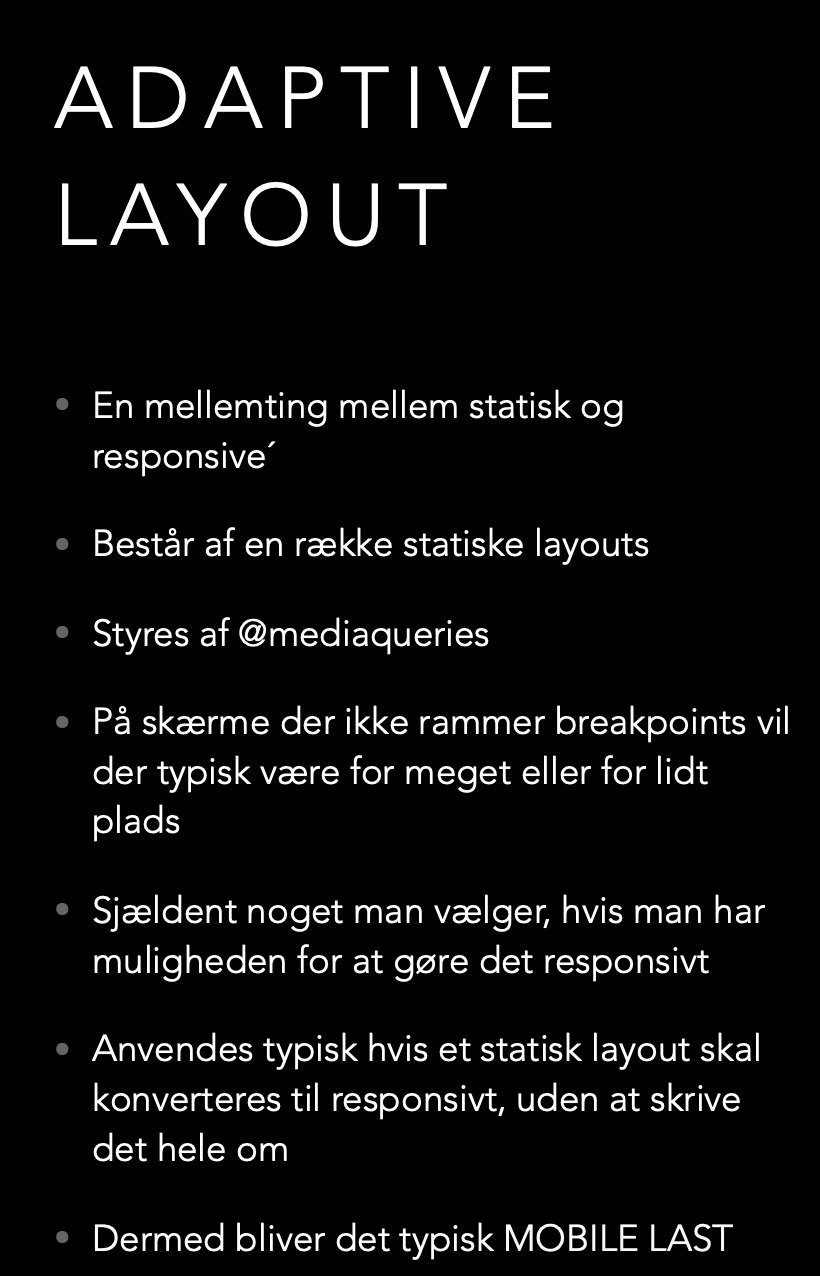 ADAPTIVE
LAYOUT
• En mellemting mellem statisk og
responsive´
• Består af en række statiske layouts
• Styres af @mediaqueries
• På skærme der ikke rammer breakpoints vil
der typisk være for meget eller for lidt
plads
• Sjældent noget man vælger, hvis man har
muligheden for at gøre det responsivt
• Anvendes typisk hvis et statisk layout skal
konverteres til responsivt, uden at skrive
det hele om
• Dermed bliver det typisk MOBILE LAST